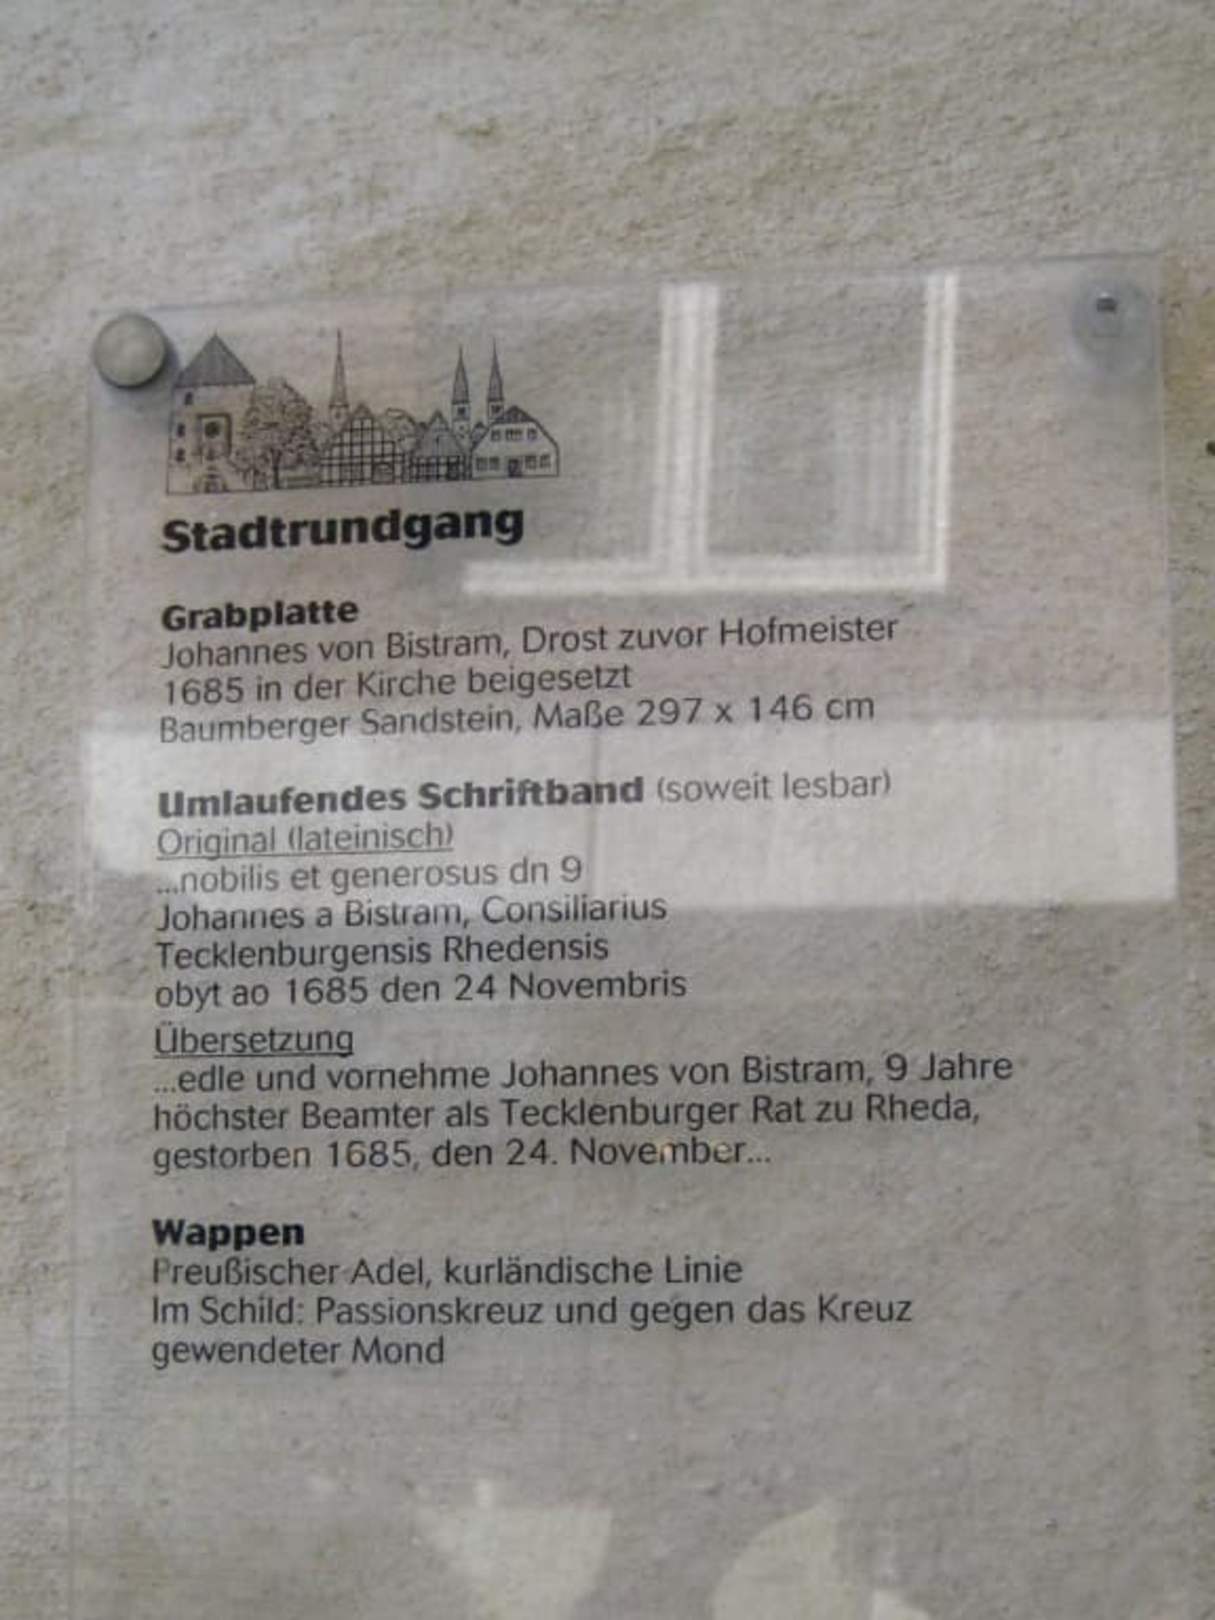 Stadtrundgang
Grabplatte
Johannes von Bistram, Drost zuvor Hofmeister
1685 in der Kirche beigesetzt
Baumberger Sandstein, Maße 297 x 146 cm
Umlaufendes Schriftband (soweit lesbar)
Original (lateinisch)
...nobilis et generosus dn 9
Johannes a Bistram, Consiliarius
Tecklenburgensis Rhedensis
obyt ao 1685 den 24 Novembris
Übersetzung
...edle und vornehme Johannes von Bistram, 9 Jahre
höchster Beamter als Tecklenburger Rat zu Rheda,
gestorben 1685, den 24. November...
Wappen
Preußischer Adel, kurländische Linie
Im Schild: Passionskreuz und gegen das Kreuz
gewendeter Mond